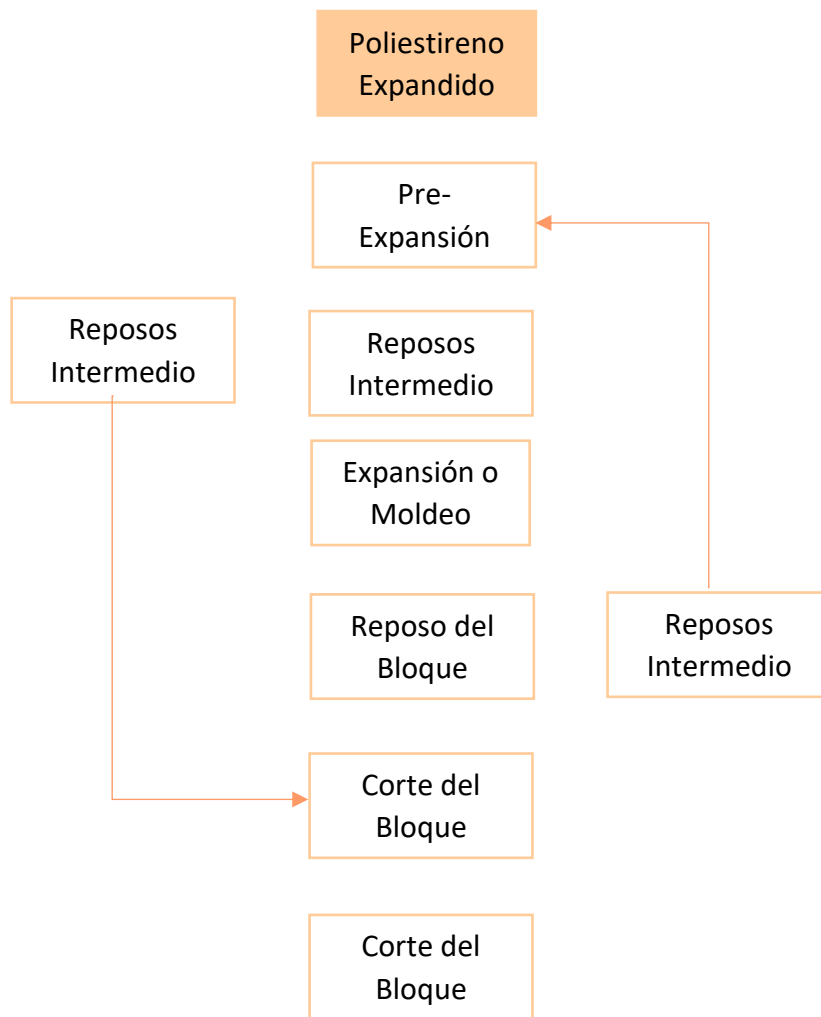 Poliestireno
Expandido
Pre-
Expansión
Reposos
Intermedio
Reposos
Intermedio
Expansión o
Moldeo
Reposo del
Bloque
Reposos
Intermedio
Corte del
Bloque
Corte del
Bloque